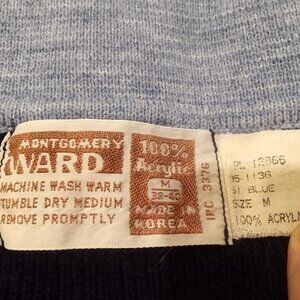 MONTGOMERY
WARD
MACHINE WASH WARM
TUMBLE DRY MEDIUM
REMOVE PROMPTLY
100%
Acrylic
M
38-40
MADE IN
KOREA
IPC 3376
12866
BLUE
SIZE M
100% ACRYL